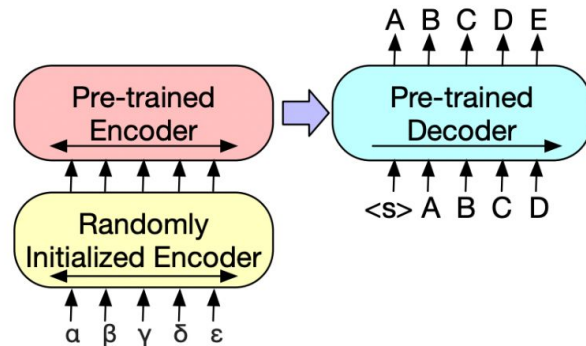 A B C D E
Pre-trained
Encoder
Pre-trained
Decoder
<s> A B C D
Randomly
Initialized Encoder
α β γ δ ε